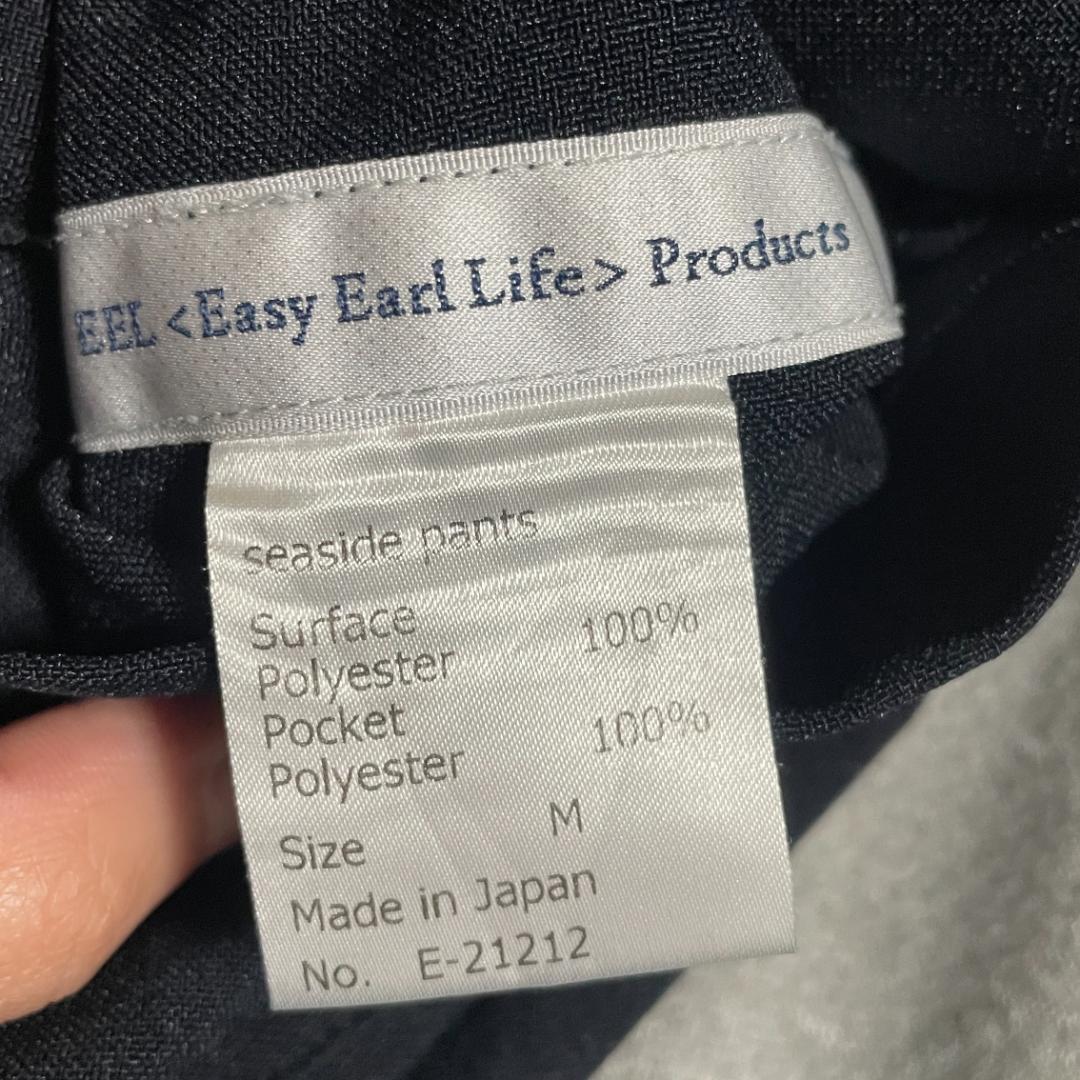 EEL <Easy Earl Life> Products
seaside pants
Surface
Polyester 100%
Pocket
Polyester 100%
Size M
Made in Japan
No. E-21212